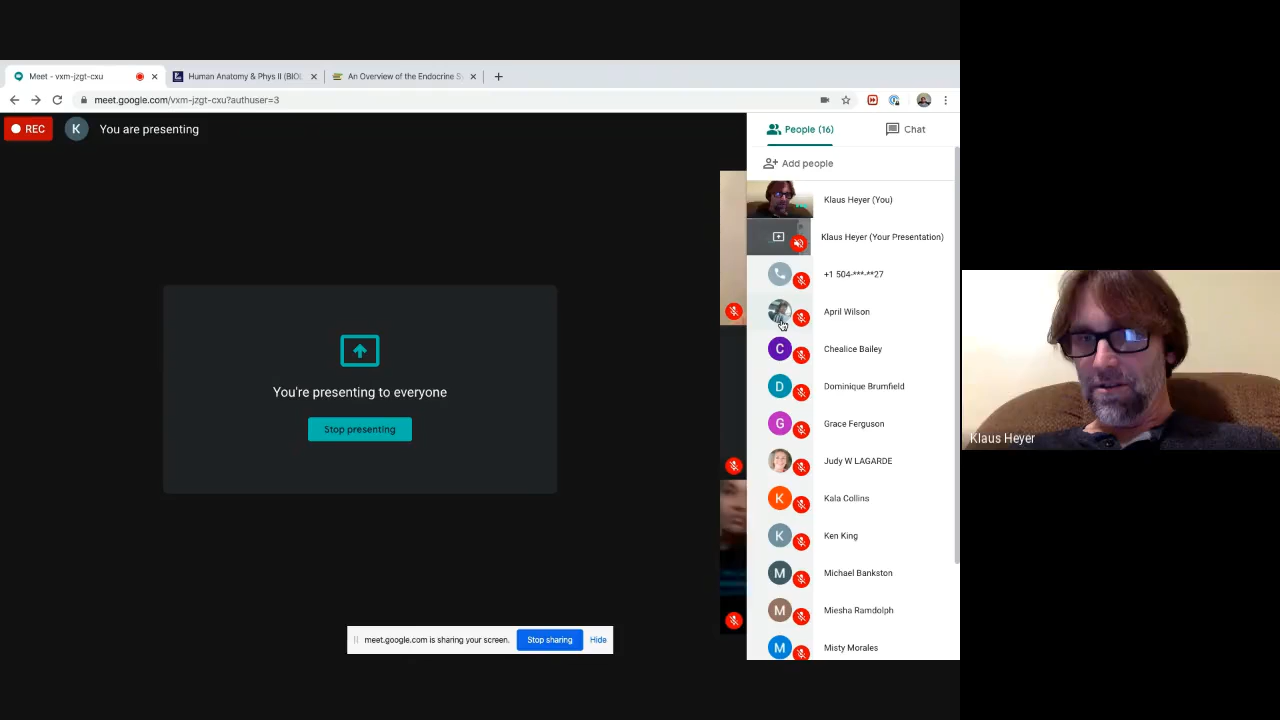 Meet - vxm-jzgt-cxu
Human Anatomy & Phys II (BIOL
An Overview of the Endocrine Sy
meet.google.com/vxm-jzgt-cxu?authuser=3
REC
K
You are presenting
People (16)
Chat
Add people
Klaus Heyer (You)
Klaus Heyer (Your Presentation)
+1 504-***-**27
April Wilson
C
Chealice Bailey
D
Dominique Brumfield
G
Grace Ferguson
Judy W LAGARDE
K
Kala Collins
K
Ken King
M
Michael Bankston
M
Miesha Ramdolph
M
Misty Morales
You're presenting to everyone
Stop presenting
meet.google.com is sharing your screen.
Stop sharing
Hide
Klaus Heyer